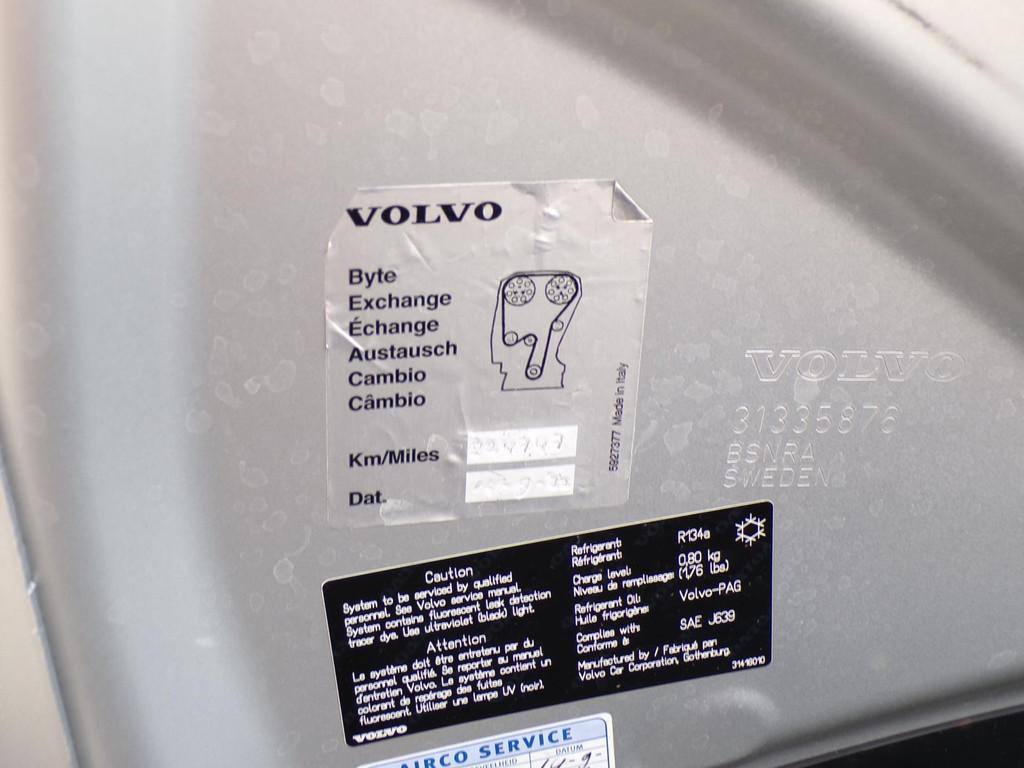 VOLVO
Byte
Exchange
Échange
Austausch
Cambio
Câmbio
Km/Miles
Dat.
5927377 Made in Italy
VOLVO
31335876
BSNRA
SWEDEN
Caution
System to be serviced by qualified
personnel. See Volvo service manual.
System contains fluorescent leak detection
tracer dye. Use ultraviolet (black) light.
Attention
Le système doit être entretenu par du
personnel qualifié. Se reporter au manuel
d'entretien Volvo. Le système contient un
colorant de repérage des fuites
fluorescent. Utiliser une lampe UV (noir).
VOLVO
Refrigerant: R134a
Réfrigérant:
Charge level: 0,80 kg
Niveau de remplissage: (1,76 lbs)
Refrigerant Oil: Volvo-PAG
Huile frigorigène:
Complies with: SAE J639
Conforme à:
Manufactured by / Fabriqué par:
Volvo Car Corporation, Gothenburg.
31416010
AIRCO SERVICE
DATUM
14-9-